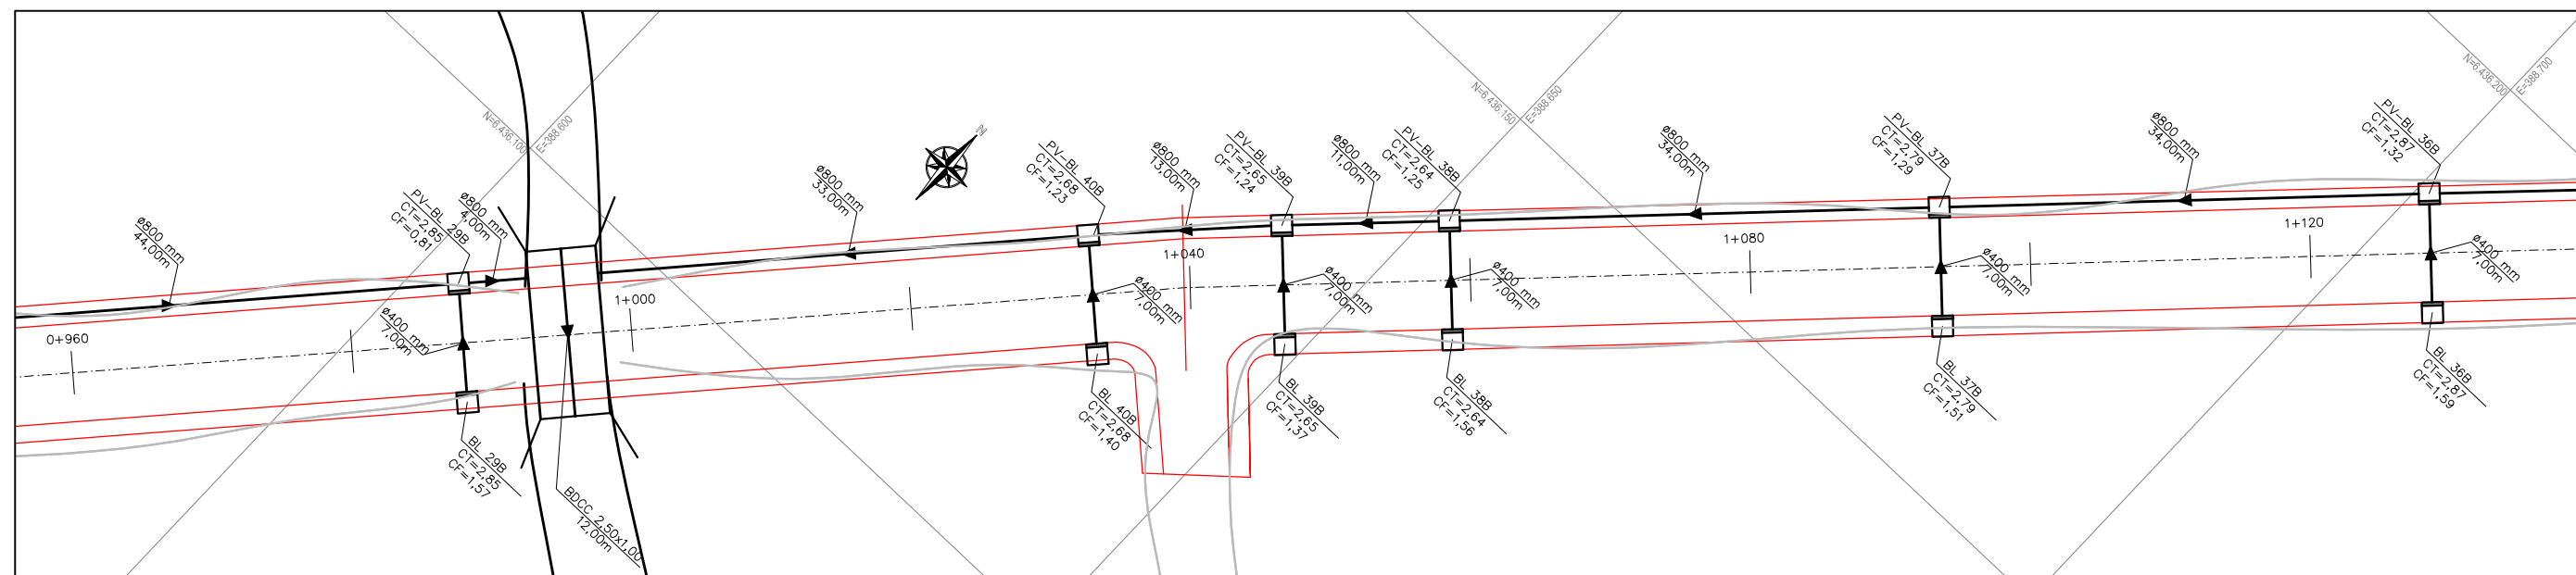 N=6.436.100
E=388.600
N=6.436.150
E=388.650
N=6.436.200
E=388.700
N
ø800 mm
44,00m
PV-BL 29B
CT=2,85
CF=0,81
ø800 mm
4,00m
ø800 mm
33,00m
PV-BL 40B
CT=2,68
CF=1,23
ø800 mm
13,00m
PV-BL 39B
CT=2,65
CF=1,24
ø800 mm
11,00m
PV-BL 38B
CT=2,64
CF=1,25
ø800 mm
34,00m
PV-BL 37B
CT=2,79
CF=1,29
ø800 mm
34,00m
PV-BL 36B
CT=2,87
CF=1,32
0+960
1+000
1+040
1+080
1+120
ø400 mm
7,00m
ø400 mm
7,00m
ø400 mm
7,00m
ø400 mm
7,00m
ø400 mm
7,00m
ø400 mm
7,00m
BL 29B
CT=2,85
CF=1,57
BDCC 2,50x1,00
12,00m
BL 40B
CT=2,68
CF=1,40
BL 39B
CT=2,65
CF=1,37
BL 38B
CT=2,64
CF=1,56
BL 37B
CT=2,79
CF=1,51
BL 36B
CT=2,87
CF=1,59